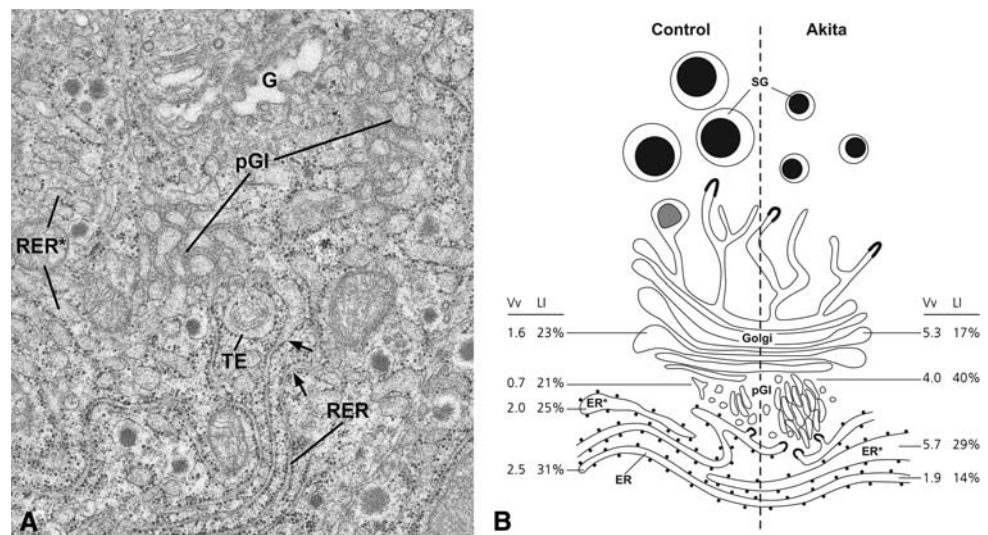 G
pGI
RER*
TE
RER
A
Control Akita
SG
Vv LI Vv LI
1.6 23% Golgi 5.3 17%
0.7 21% pGI 4.0 40%
2.0 25% ER*
5.7 29% ER*
2.5 31% ER 1.9 14%
B